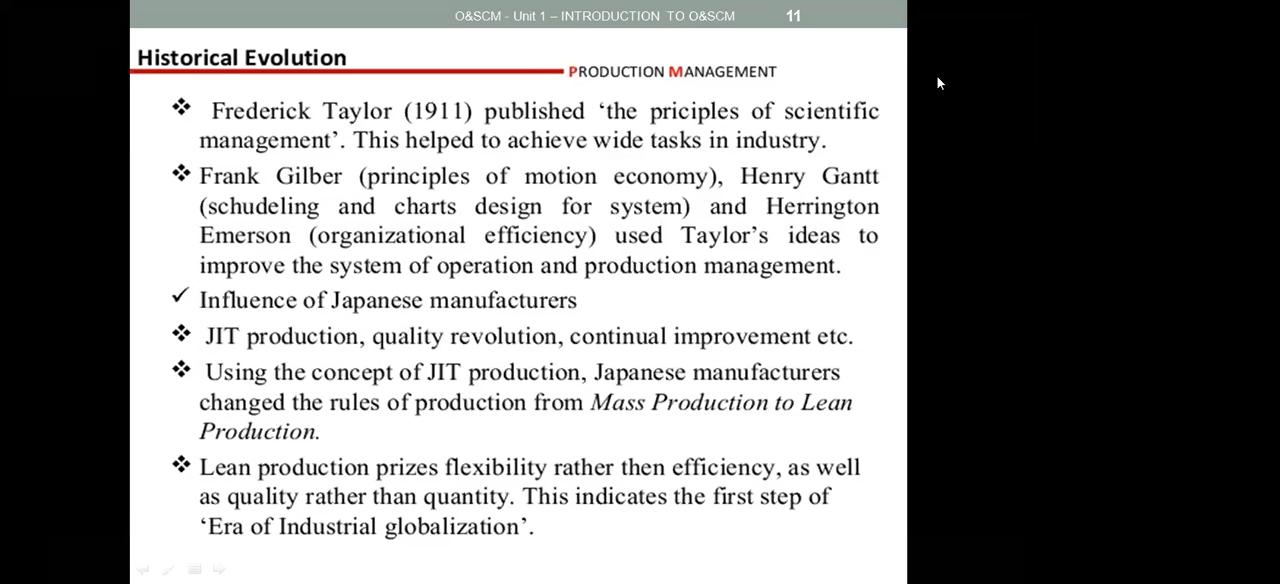 O&SCM - Unit 1 – INTRODUCTION TO O&SCM 11
Historical Evolution
PRODUCTION MANAGEMENT
❖ Frederick Taylor (1911) published ‘the priciples of scientific
management’. This helped to achieve wide tasks in industry.
❖ Frank Gilber (principles of motion economy), Henry Gantt
(schudeling and charts design for system) and Herrington
Emerson (organizational efficiency) used Taylor’s ideas to
improve the system of operation and production management.
✓ Influence of Japanese manufacturers
❖ JIT production, quality revolution, continual improvement etc.
❖ Using the concept of JIT production, Japanese manufacturers
changed the rules of production from Mass Production to Lean
Production.
❖ Lean production prizes flexibility rather then efficiency, as well
as quality rather than quantity. This indicates the first step of
‘Era of Industrial globalization’.